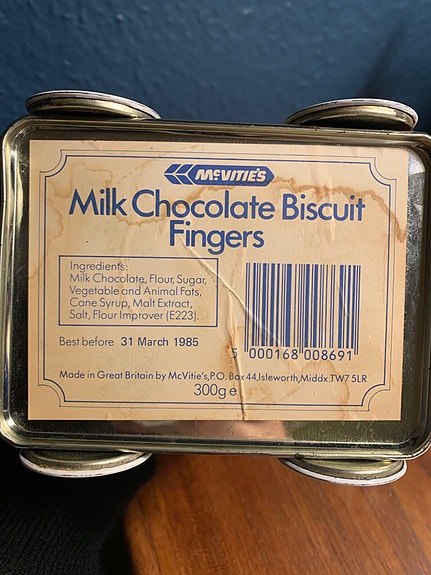 McVITIE'S
Milk Chocolate Biscuit
Fingers
Ingredients:
Milk Chocolate, Flour, Sugar,
Vegetable and Animal Fats,
Cane Syrup, Malt Extract,
Salt, Flour Improver (E223).
Best before 31 March 1985
5 000168 008691
Made in Great Britain by McVitie's, P.O. Box 44, Isleworth, Middx. TW7 5LR
300g e